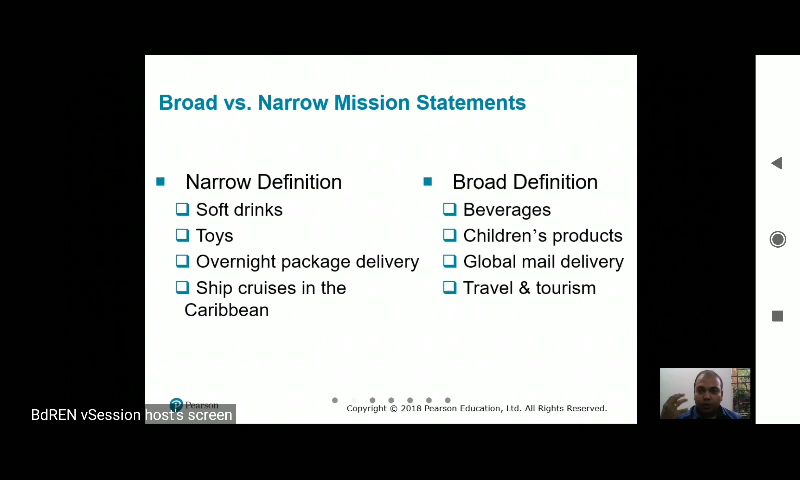 Broad vs. Narrow Mission Statements
Narrow Definition
Soft drinks
Toys
Overnight package delivery
Ship cruises in the
Caribbean
Broad Definition
Beverages
Children’s products
Global mail delivery
Travel & tourism
Pearson
Copyright © 2018 Pearson Education, Ltd. All Rights Reserved.
BdREN vSession host's screen